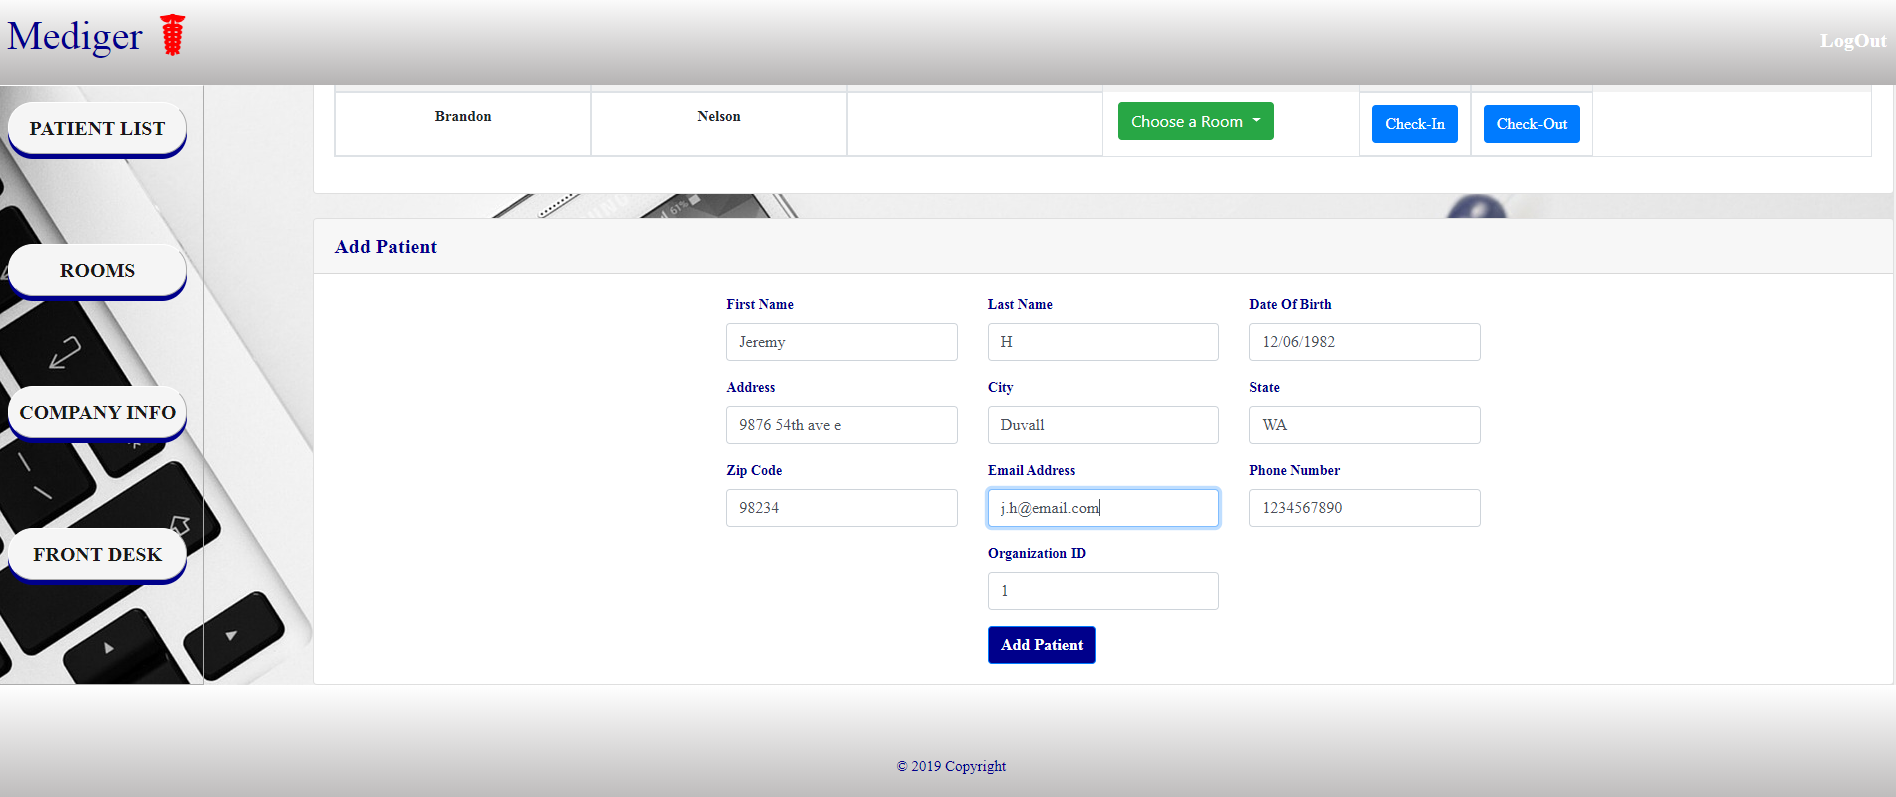 Mediger
LogOut
PATIENT LIST
ROOMS
COMPANY INFO
FRONT DESK
Brandon Nelson Choose a Room Check-In Check-Out
61%
Add Patient
First Name Last Name Date Of Birth
Jeremy H 12/06/1982
Address City State
9876 54th ave e Duvall WA
Zip Code Email Address Phone Number
98234 j.h@email.com 1234567890
Organization ID
1
Add Patient
© 2019 Copyright